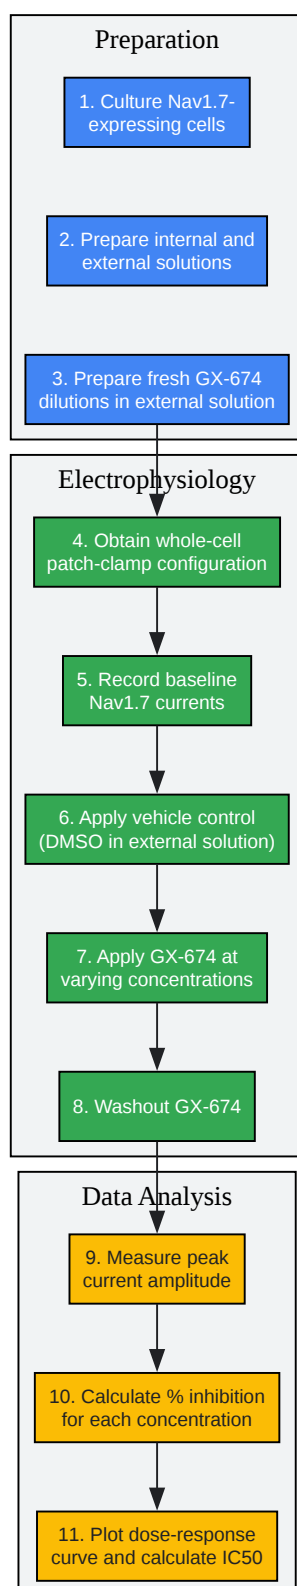 Preparation
1. Culture Nav1.7-
expressing cells
2. Prepare internal and
external solutions
3. Prepare fresh GX-674
dilutions in external solution
Electrophysiology
4. Obtain whole-cell
patch-clamp configuration
5. Record baseline
Nav1.7 currents
6. Apply vehicle control
(DMSO in external solution)
7. Apply GX-674 at
varying concentrations
8. Washout GX-674
Data Analysis
9. Measure peak
current amplitude
10. Calculate % inhibition
for each concentration
11. Plot dose-response
curve and calculate IC50